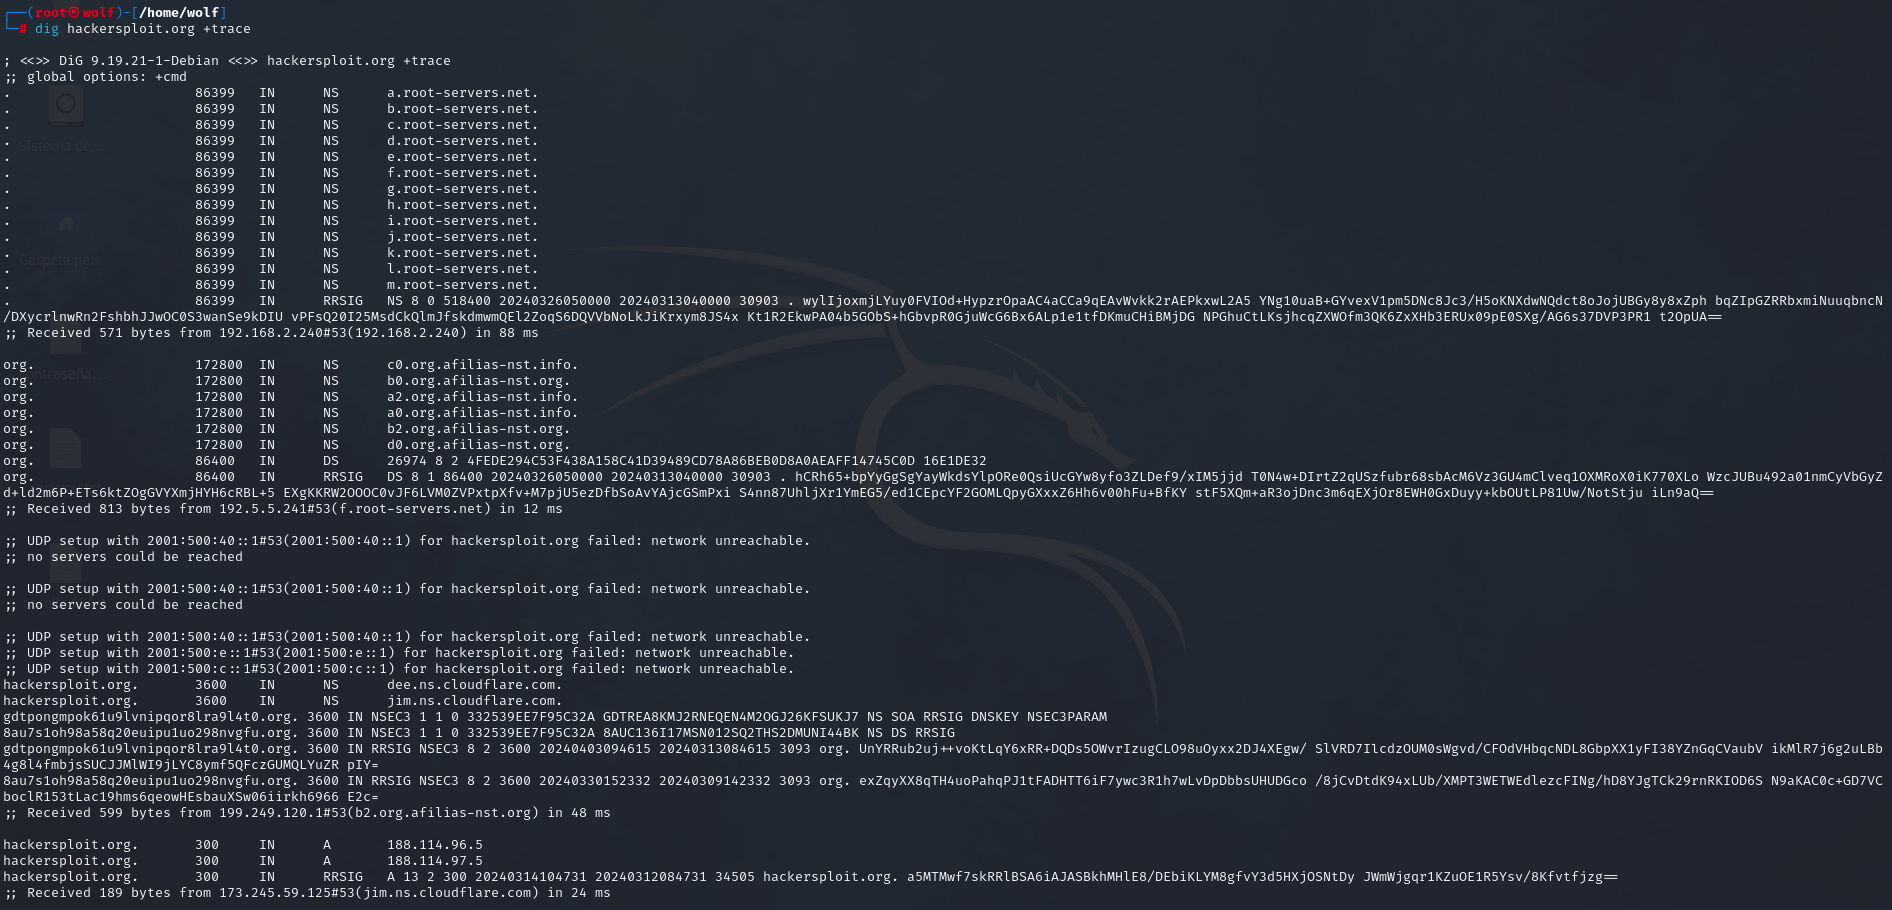 (root㉿wolf)-[/home/wolf]
# dig hackersploit.org +trace
; <<>> DiG 9.19.21-1-Debian <<>> hackersploit.org +trace
;; global options: +cmd
. 86399 IN NS a.root-servers.net.
. 86399 IN NS b.root-servers.net.
. 86399 IN NS c.root-servers.net.
. 86399 IN NS d.root-servers.net.
. 86399 IN NS e.root-servers.net.
. 86399 IN NS f.root-servers.net.
. 86399 IN NS g.root-servers.net.
. 86399 IN NS h.root-servers.net.
. 86399 IN NS i.root-servers.net.
. 86399 IN NS j.root-servers.net.
. 86399 IN NS k.root-servers.net.
. 86399 IN NS l.root-servers.net.
. 86399 IN NS m.root-servers.net.
. 86399 IN RRSIG NS 8 0 518400 20240326050000 20240313040000 30903 . wylIjoxmjLYuy0FVIOd+HypzrOpaAC4aCCa9qEAvWvkk2rAEPkxwL2A5 YNg10uaB+GYvexV1pm5DNc8Jc3/H5oKNXdwNQdct8oJojUBGy8y8xZph bqZIpGZRRbxmiNuuqbncN
/DXycrlnwRn2FshbhJJwOC0S3wanSe9kDIU vPFsQ20I25MsdCkQlmJfskdmwmQEl2ZoqS6DQVVbNoLkJiKrxym8JS4x Kt1R2EkwPA04b5GObS+hGbvpR0GjuWcG6Bx6ALp1e1tfDKmuCHiBMjDG NPGhuCtLKsjhcqZXWOfm3QK6ZxXHb3ERUx09pE0SXg/AG6s37DVP3PR1 t2OpUA==
;; Received 571 bytes from 192.168.2.240#53(192.168.2.240) in 88 ms
org. 172800 IN NS c0.org.afilias-nst.info.
org. 172800 IN NS b0.org.afilias-nst.org.
org. 172800 IN NS a2.org.afilias-nst.info.
org. 172800 IN NS a0.org.afilias-nst.info.
org. 172800 IN NS b2.org.afilias-nst.org.
org. 172800 IN NS d0.org.afilias-nst.org.
org. 86400 IN DS 26974 8 2 4FEDE294C53F438A158C41D39489CD78A86BEB0D8A0AEAFF14745C0D 16E1DE32
org. 86400 IN RRSIG DS 8 1 86400 20240326050000 20240313040000 30903 . hCRh65+bpYyGgSgYayWkdsYlpORe0QsiUcGYw8yfo3ZLDef9/xIM5jjd T0N4w+DIrtZ2qUSzfubr68sbAcM6Vz3GU4mClveq1OXMRoX0iK770XLo WzcJUBu492a01nmCyVbGyZ
d+ld2m6P+ETs6ktZOgGVYXmjHYH6cRBL+5 EXgKKRW2OOOC0vJF6LVM0ZVPxtpXfv+M7pjU5ezDfbSoAvYAjcGSmPxi S4nn87UhljXr1YmEG5/ed1CEpcYF2GOMLQpyGXxxZ6Hh6v00hFu+BfKY stF5XQm+aR3ojDnc3m6qEXjOr8EWH0GxDuyy+kbOUtLP81Uw/NotStju iLn9aQ==
;; Received 813 bytes from 192.5.5.241#53(f.root-servers.net) in 12 ms
;; UDP setup with 2001:500:40::1#53(2001:500:40::1) for hackersploit.org failed: network unreachable.
;; no servers could be reached
;; UDP setup with 2001:500:40::1#53(2001:500:40::1) for hackersploit.org failed: network unreachable.
;; no servers could be reached
;; UDP setup with 2001:500:40::1#53(2001:500:40::1) for hackersploit.org failed: network unreachable.
;; UDP setup with 2001:500:e::1#53(2001:500:e::1) for hackersploit.org failed: network unreachable.
;; UDP setup with 2001:500:c::1#53(2001:500:c::1) for hackersploit.org failed: network unreachable.
hackersploit.org. 3600 IN NS dee.ns.cloudflare.com.
hackersploit.org. 3600 IN NS jim.ns.cloudflare.com.
gdtpongmpok61u9lvnipqor8lra9l4t0.org. 3600 IN NSEC3 1 1 0 332539EE7F95C32A GDTREA8KMJ2RNEQEN4M2OGJ26KFSUKJ7 NS SOA RRSIG DNSKEY NSEC3PARAM
8au7s1oh98a58q20euipu1uo298nvgfu.org. 3600 IN NSEC3 1 1 0 332539EE7F95C32A 8AUC136I17MSN012SQ2THS2DMUNI44BK NS DS RRSIG
gdtpongmpok61u9lvnipqor8lra9l4t0.org. 3600 IN RRSIG NSEC3 8 2 3600 20240403094615 20240313084615 3093 org. UnYRRub2uj++voKtLqY6xRR+DQDs5OWvrIzugCLO98uOyxx2DJ4XEgw/ SlVRD7IlcdzOUM0sWgvd/CFOdVHbqcNDL8GbpXX1yFI38YZnGqCVaubV ikMlR7j6g2uLBb
4g8l4fmbjsSUCJJMlWI9jLYC8ymf5QFczGUMQLYuZR pIY=
8au7s1oh98a58q20euipu1uo298nvgfu.org. 3600 IN RRSIG NSEC3 8 2 3600 20240330152332 20240309142332 3093 org. exZqyXX8qTH4uoPahqPJ1tFADHTT6iF7ywc3R1h7wLvDpDbbsUHUDGco /8jCvDtdK94xLUb/XMPT3WETWEdlezcFINg/hD8YJgTCk29rnRKIOD6S N9aKAC0c+GD7VC
boclR153tLac19hms6qeowHEsbauXSw06iirkh6966 E2c=
;; Received 599 bytes from 199.249.120.1#53(b2.org.afilias-nst.org) in 48 ms
hackersploit.org. 300 IN A 188.114.96.5
hackersploit.org. 300 IN A 188.114.97.5
hackersploit.org. 300 IN RRSIG A 13 2 300 20240314104731 20240312084731 34505 hackersploit.org. a5MTMwf7skRRlBSA6iAJASBkhMHlE8/DEbiKLYM8gfvY3d5HXjOSNtDy JWmWjgqr1KZuOE1R5Ysv/8Kfvtfjzg==
;; Received 189 bytes from 173.245.59.125#53(jim.ns.cloudflare.com) in 24 ms